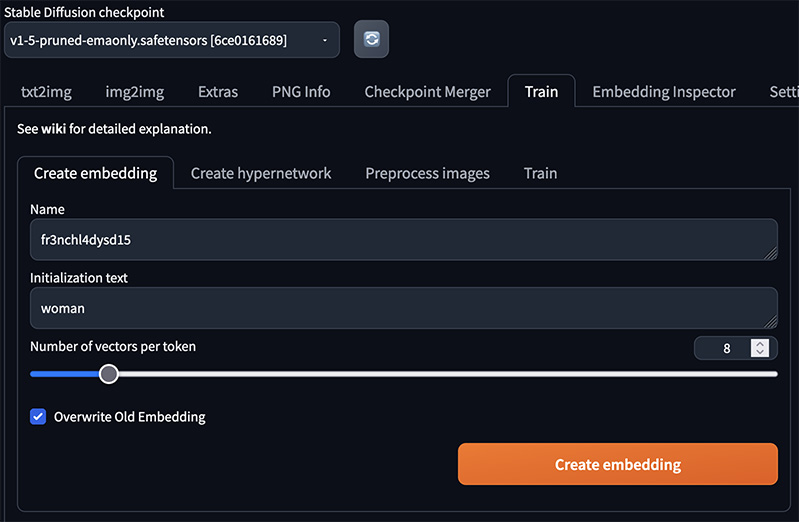 Stable Diffusion checkpoint
v1-5-pruned-emaonly.safetensors [6ce0161689]
txt2img img2img Extras PNG Info Checkpoint Merger Train Embedding Inspector Setti
See wiki for detailed explanation.
Create embedding Create hypernetwork Preprocess images Train
Name
fr3nchl4dysd15
Initialization text
woman
Number of vectors per token 8
Overwrite Old Embedding
Create embedding